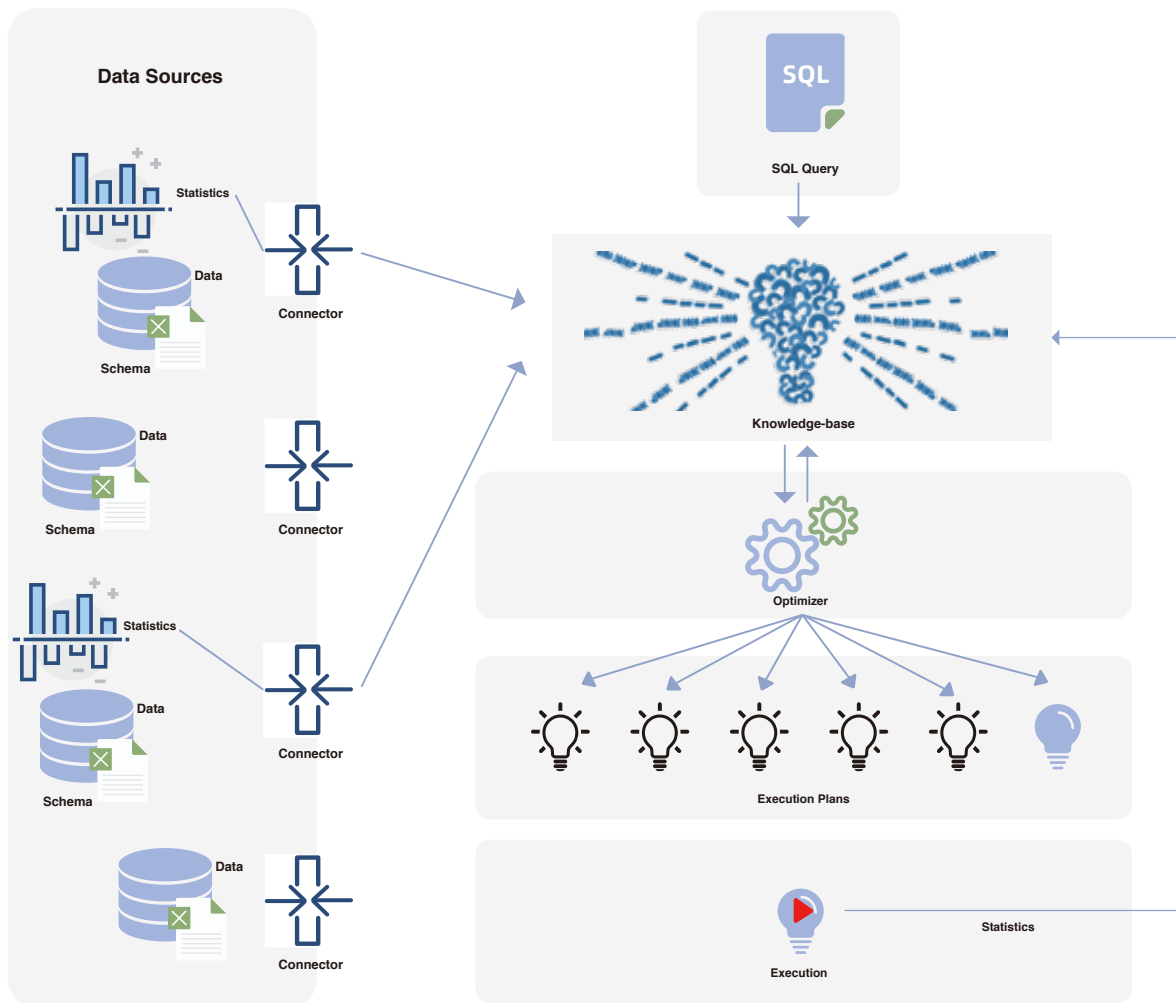 Data Sources
Statistics
Data
Schema
Connector
Data
Schema
Connector
Statistics
Data
Schema
Connector
Data
Connector
SQL
SQL Query
Knowledge-base
Optimizer
Execution Plans
Statistics
Execution